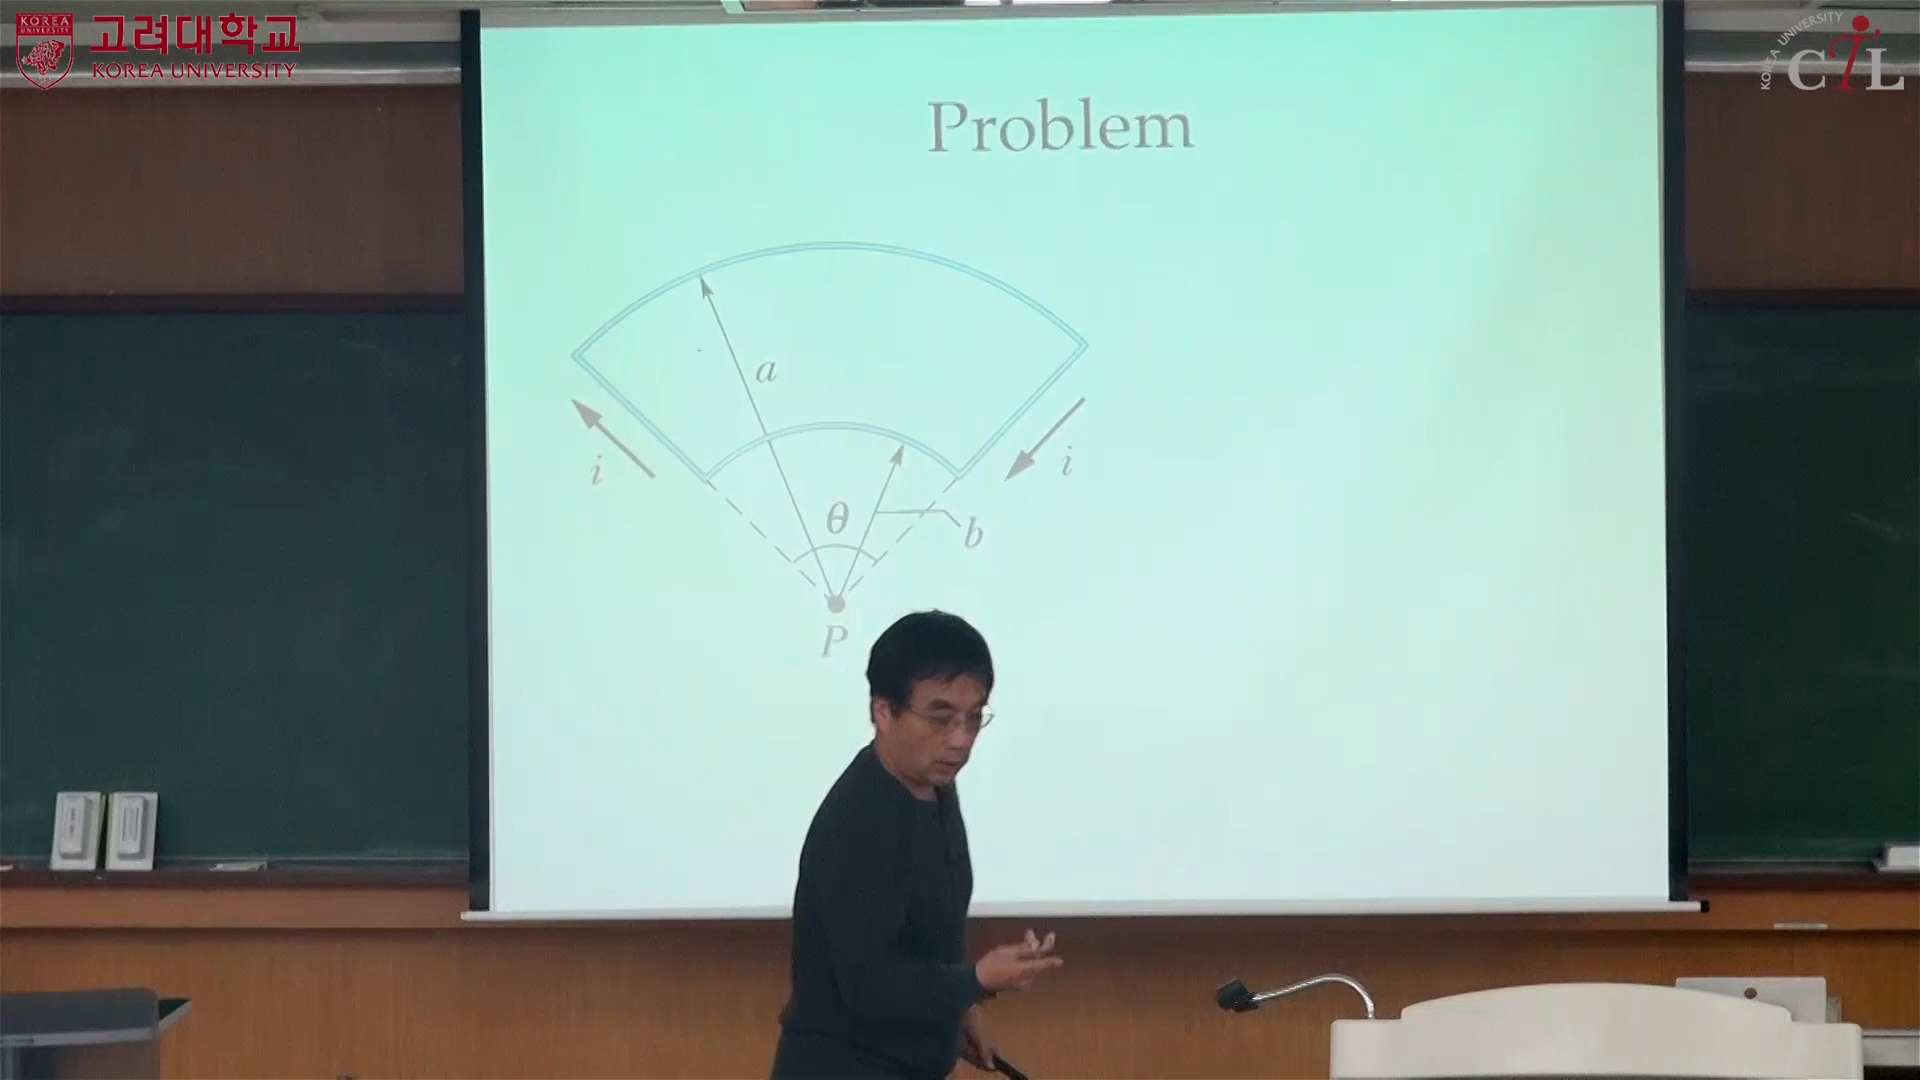 KOREA
UNIVERSITY
고려대학교
KOREA UNIVERSITY
KOREA UNIVERSITY
CTL
Problem
a
i
i
θ
b
P